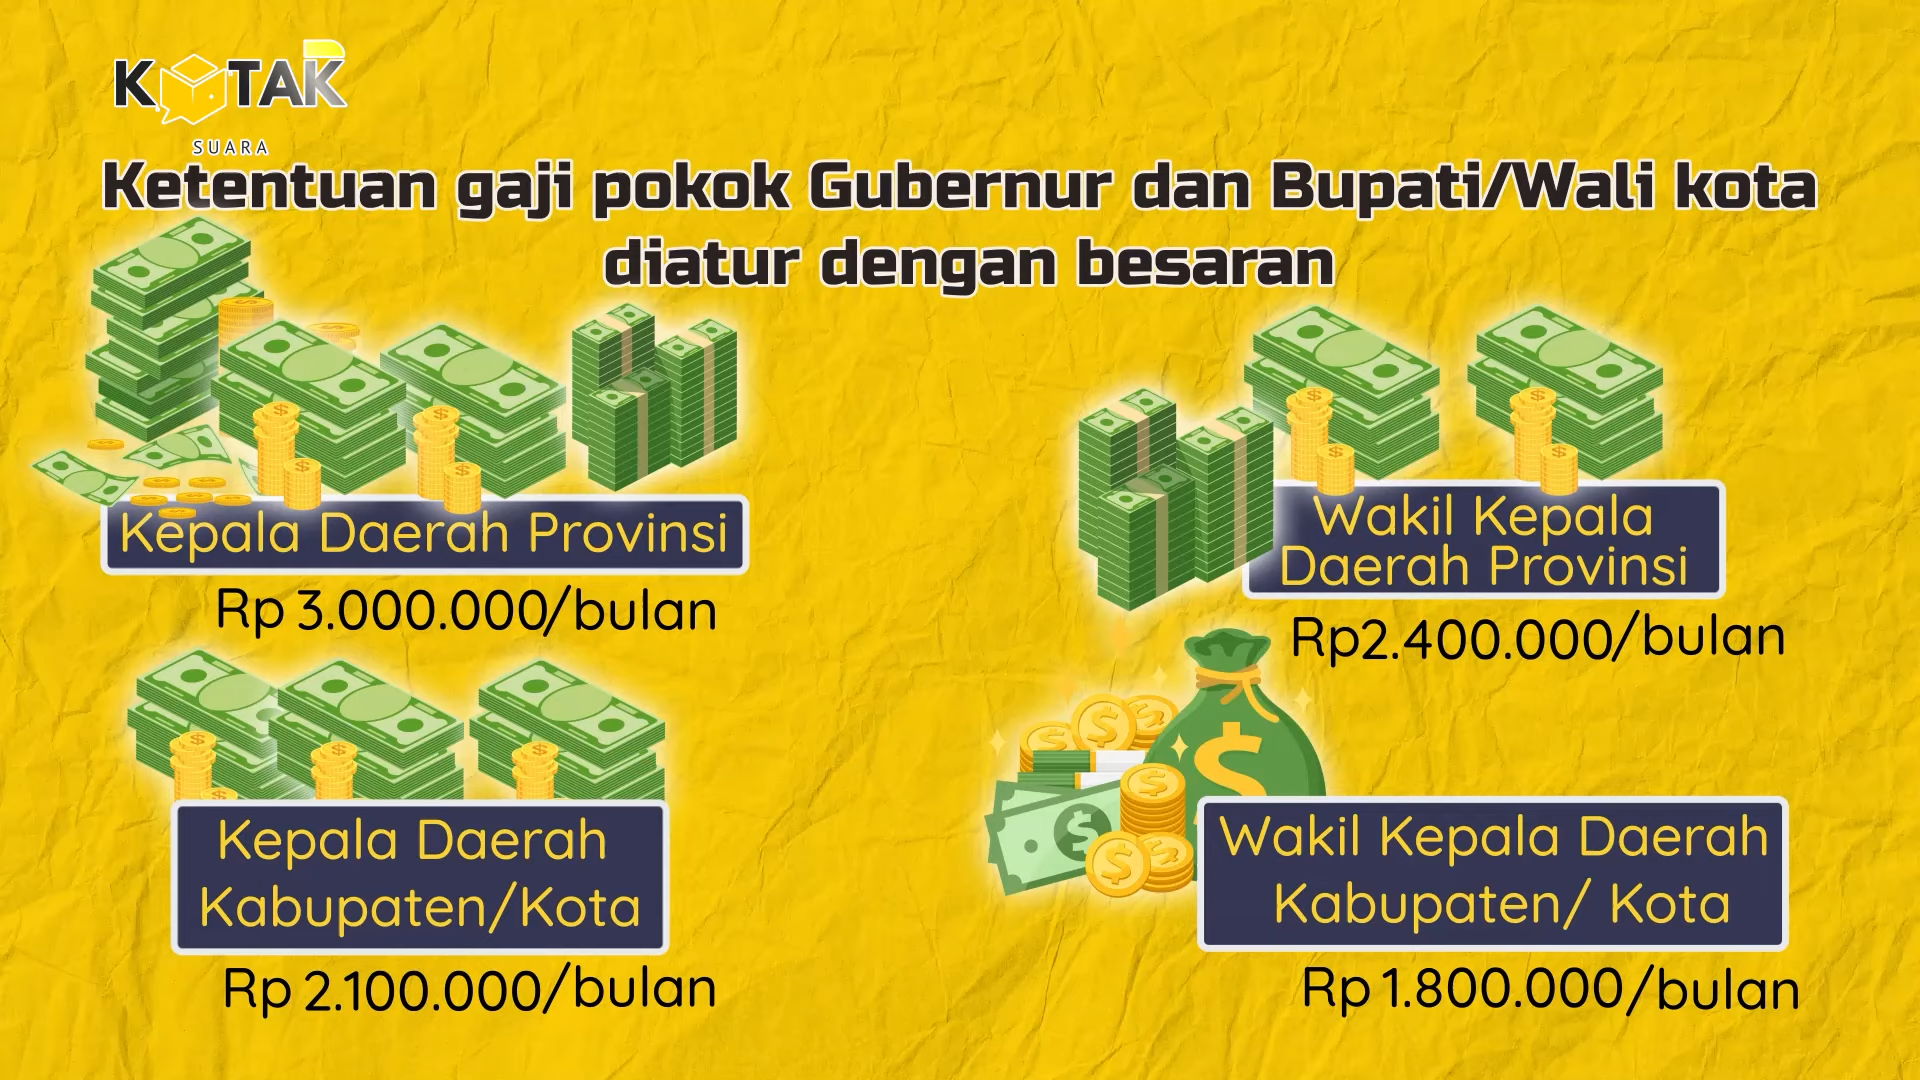 KOTAK
SUARA
Ketentuan gaji pokok Gubernur dan Bupati/Wali kota
diatur dengan besaran
Kepala Daerah Provinsi
Rp 3.000.000/bulan
Wakil Kepala
Daerah Provinsi
Rp2.400.000/bulan
Kepala Daerah
Kabupaten/Kota
Rp 2.100.000/bulan
Wakil Kepala Daerah
Kabupaten/ Kota
Rp 1.800.000/bulan